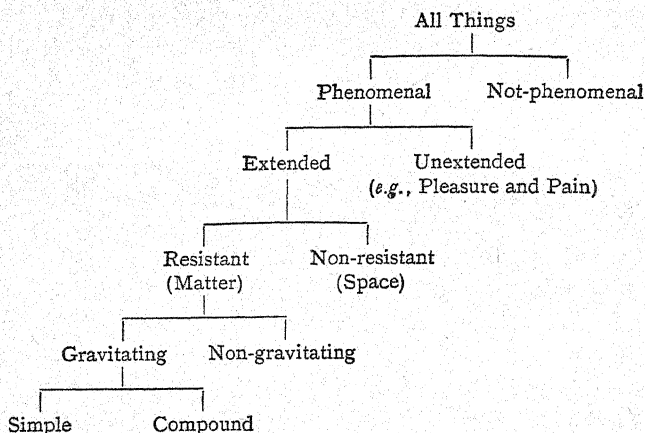 All Things
Phenomenal Not-phenomenal
Extended Unextended
(e.g., Pleasure and Pain)
Resistant Non-resistant
(Matter) (Space)
Gravitating Non-gravitating
Simple Compound